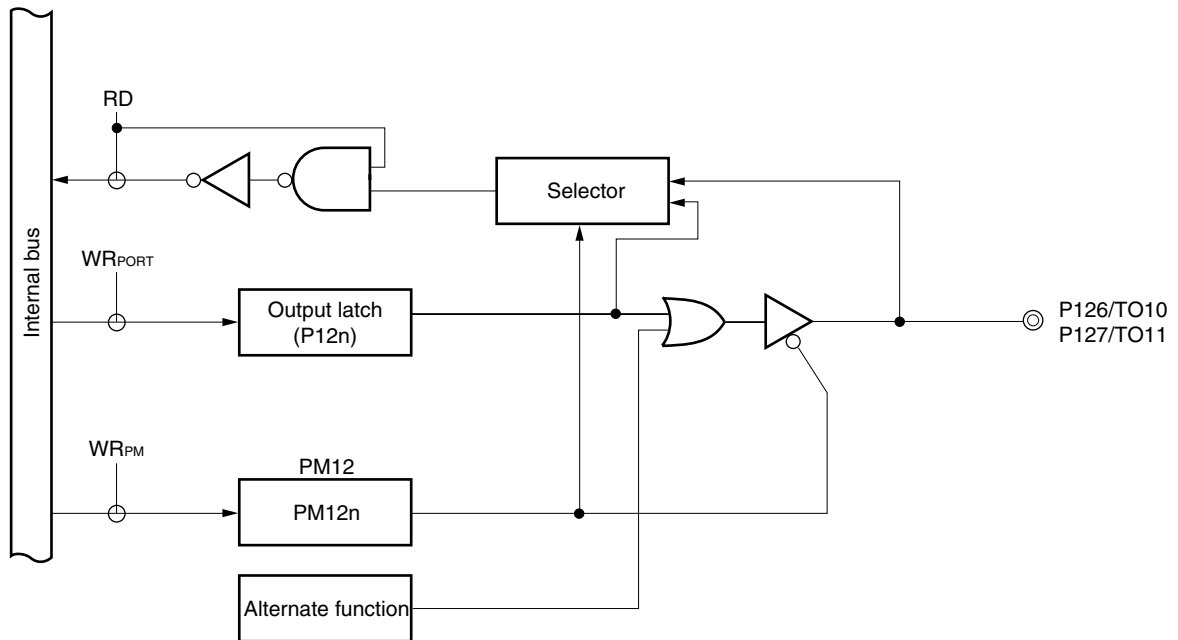 RD
Selector
Internal bus
WRPORT
Output latch
(P12n)
P126/TO10
P127/TO11
WRPM
PM12
PM12n
Alternate function